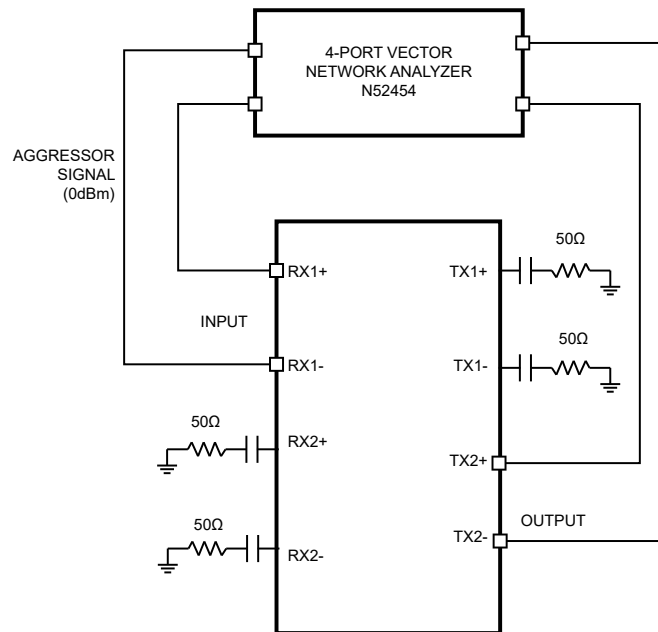 4-PORT VECTOR
NETWORK ANALYZER
N52454
AGGRESSOR
SIGNAL
(0dBm)
50Ω
RX1+
TX1+
INPUT
50Ω
RX1-
TX1-
50Ω
RX2+
TX2+
50Ω
OUTPUT
RX2-
TX2-